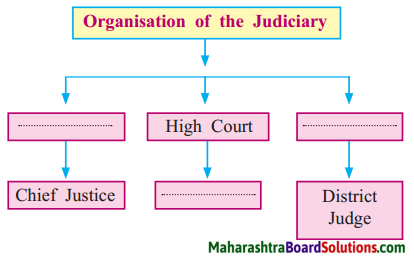 Organisation of the Judiciary
.............................. High Court ..............................
Chief Justice .............................. District
Judge
MaharashtraBoardSolutions.com